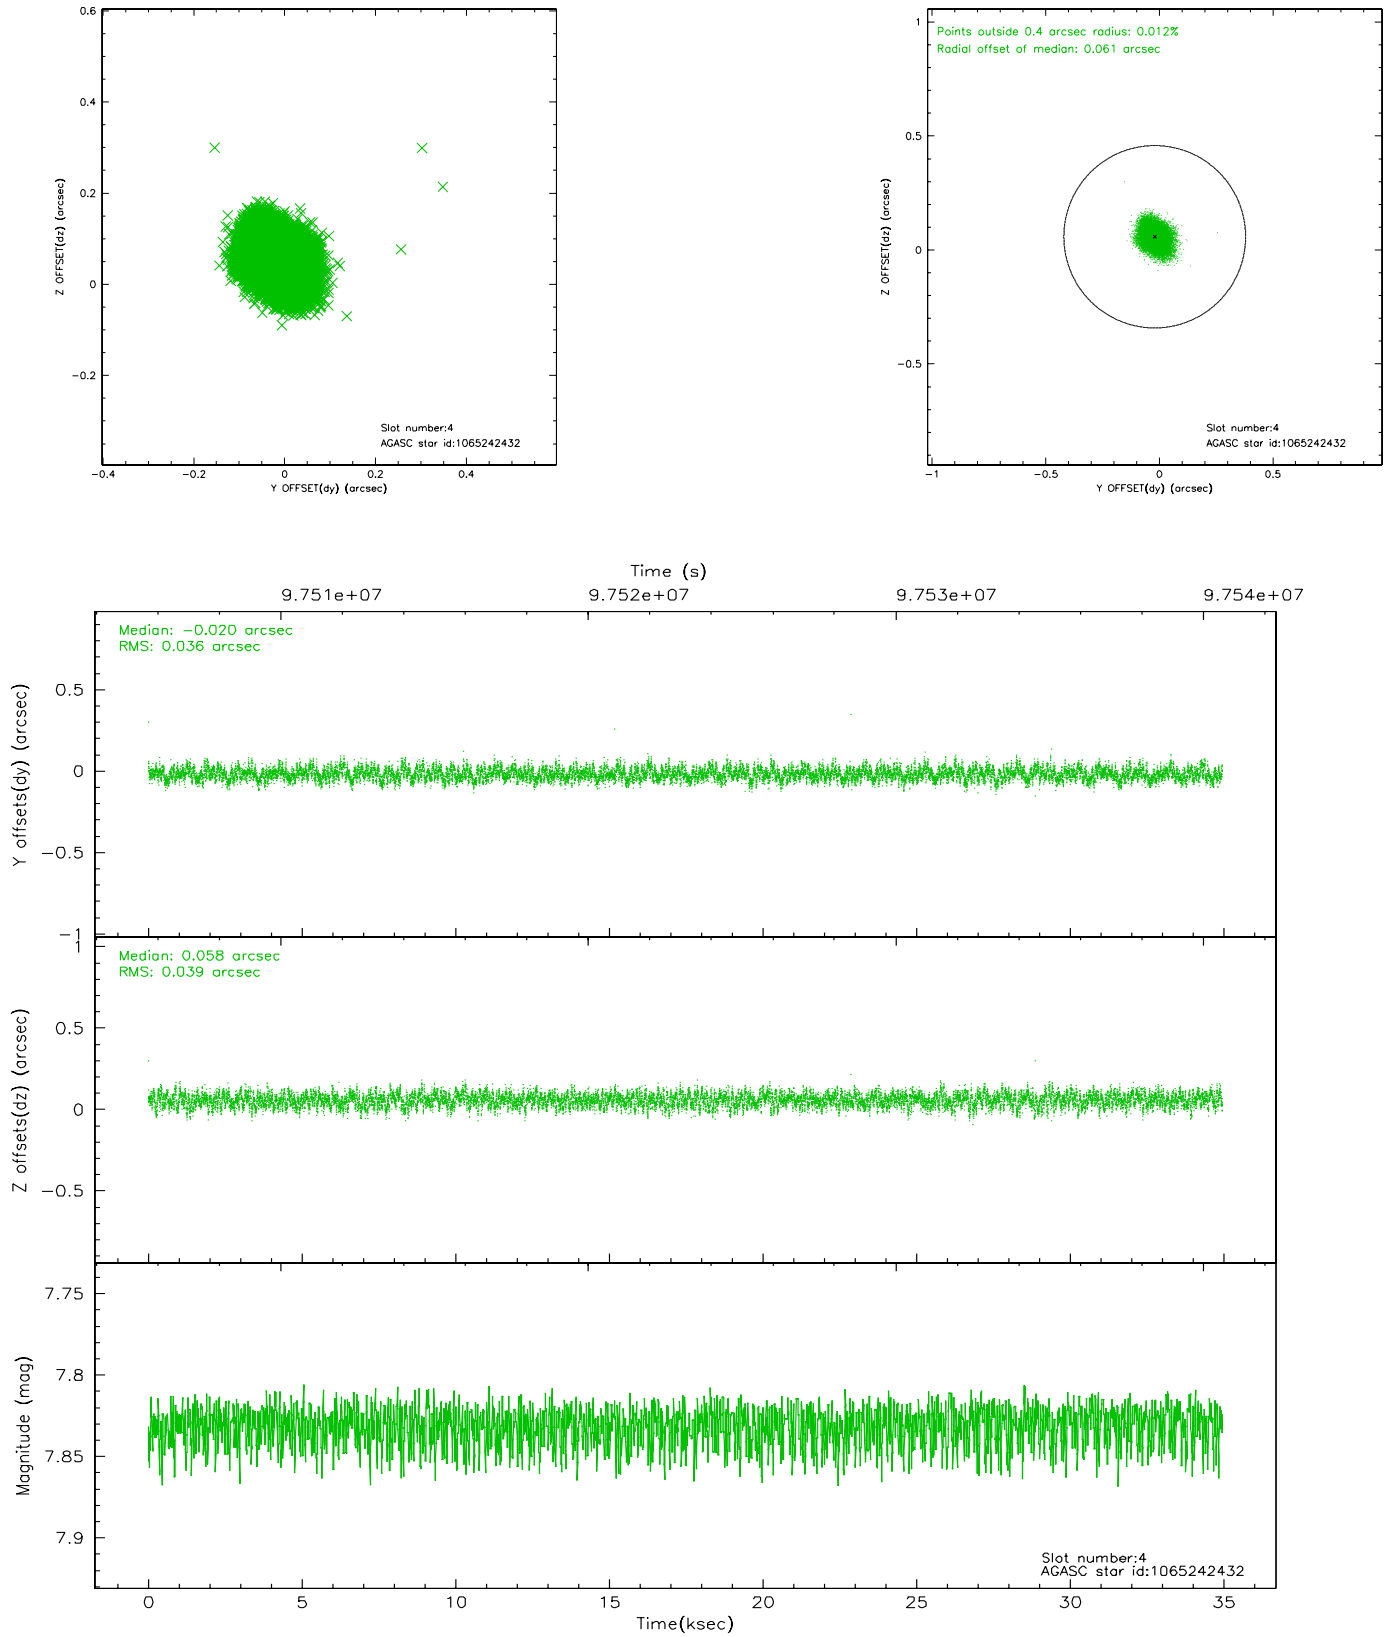 0.6
0.4
0.2
0
−0.2
−0.4
−0.2
0
0.2
0.4
Z OFFSET(dz) (arcsec)
Y OFFSET(dy) (arcsec)
Slot number:4
AGASC star id:1065242432
Points outside 0.4 arcsec radius: 0.012%
Radial offset of median: 0.061 arcsec
1
0.5
0
−0.5
−1
−0.5
0
0.5
Z OFFSET(dz) (arcsec)
Y OFFSET(dy) (arcsec)
Slot number:4
AGASC star id:1065242432
Time (s)
9.751e+07
9.752e+07
9.753e+07
9.754e+07
Median: −0.020 arcsec
RMS: 0.036 arcsec
0.5
0
−0.5
−1
Y offsets(dy) (arcsec)
Median: 0.058 arcsec
RMS: 0.039 arcsec
1
0.5
0
−0.5
Z offsets(dz) (arcsec)
7.75
7.8
7.85
7.9
Magnitude (mag)
Slot number:4
AGASC star id:1065242432
0
5
10
15
20
25
30
35
Time(ksec)